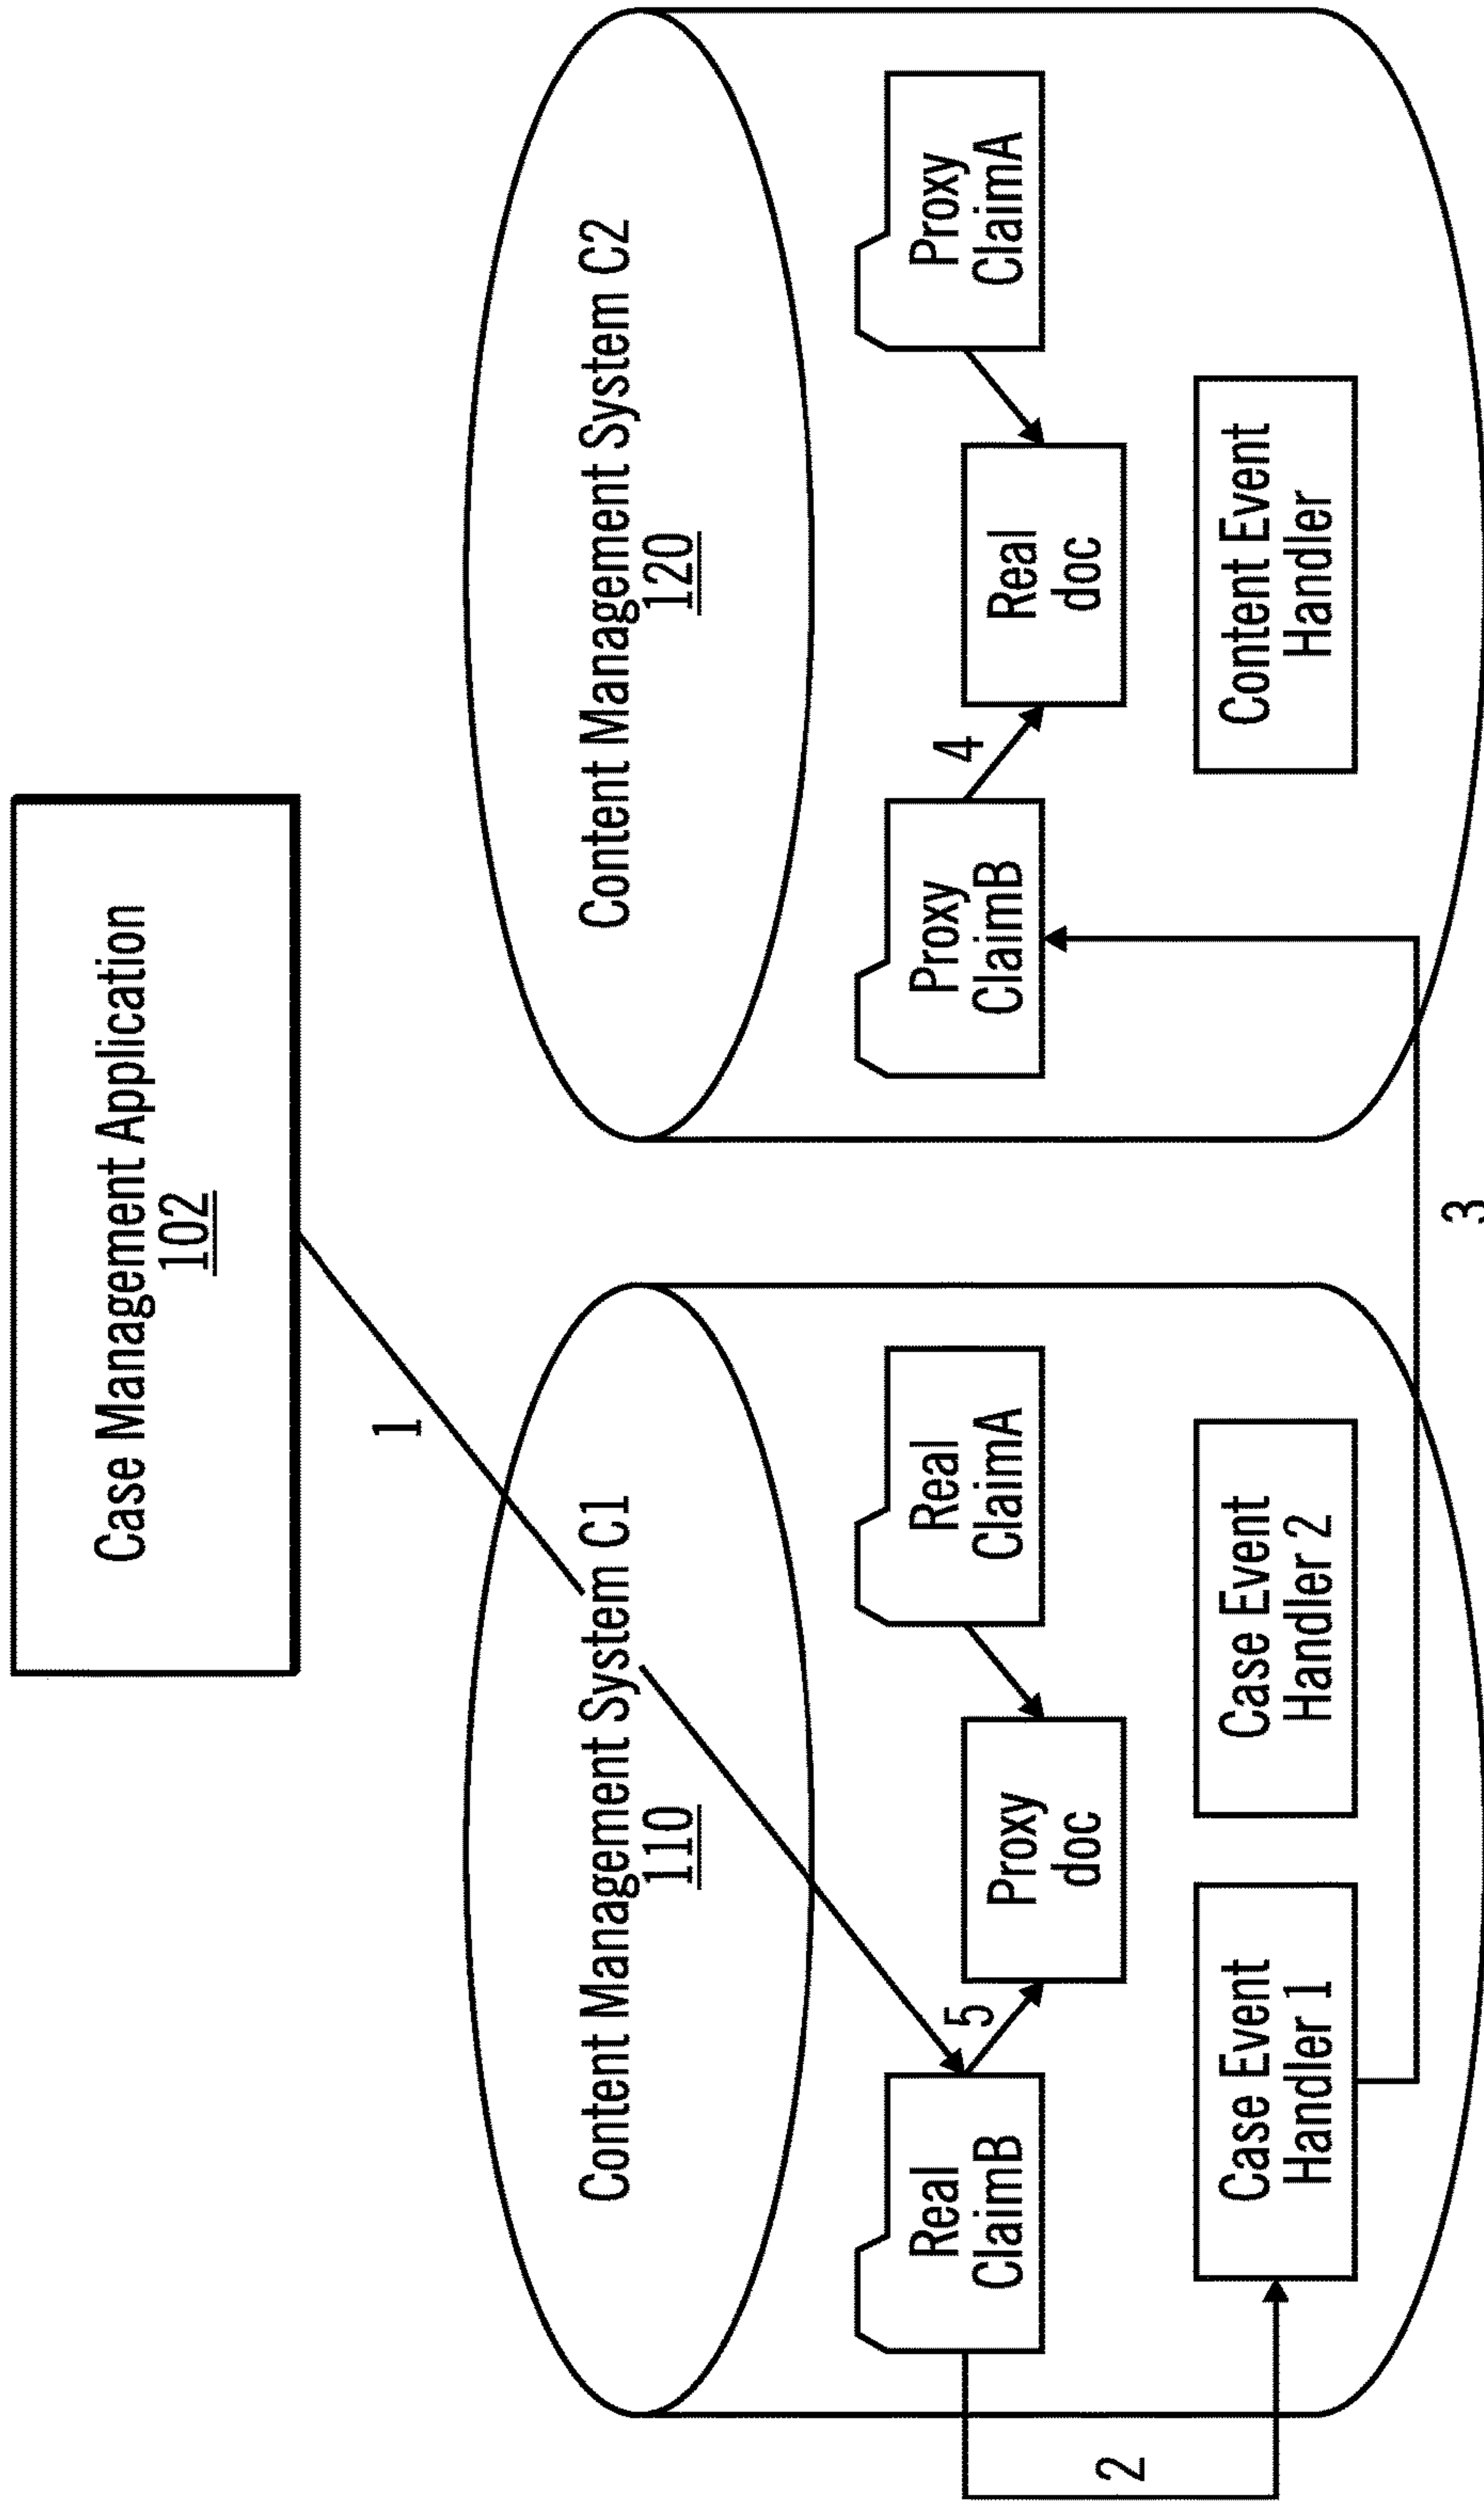 Case Management Application
102
1
Content Management System C1
110
Real
ClaimB
5
Proxy
doc
Real
ClaimA
2
Case Event
Handler 1
Case Event
Handler 2
3
Content Management System C2
120
Proxy
ClaimB
4
Real
doc
Proxy
ClaimA
Content Event
Handler